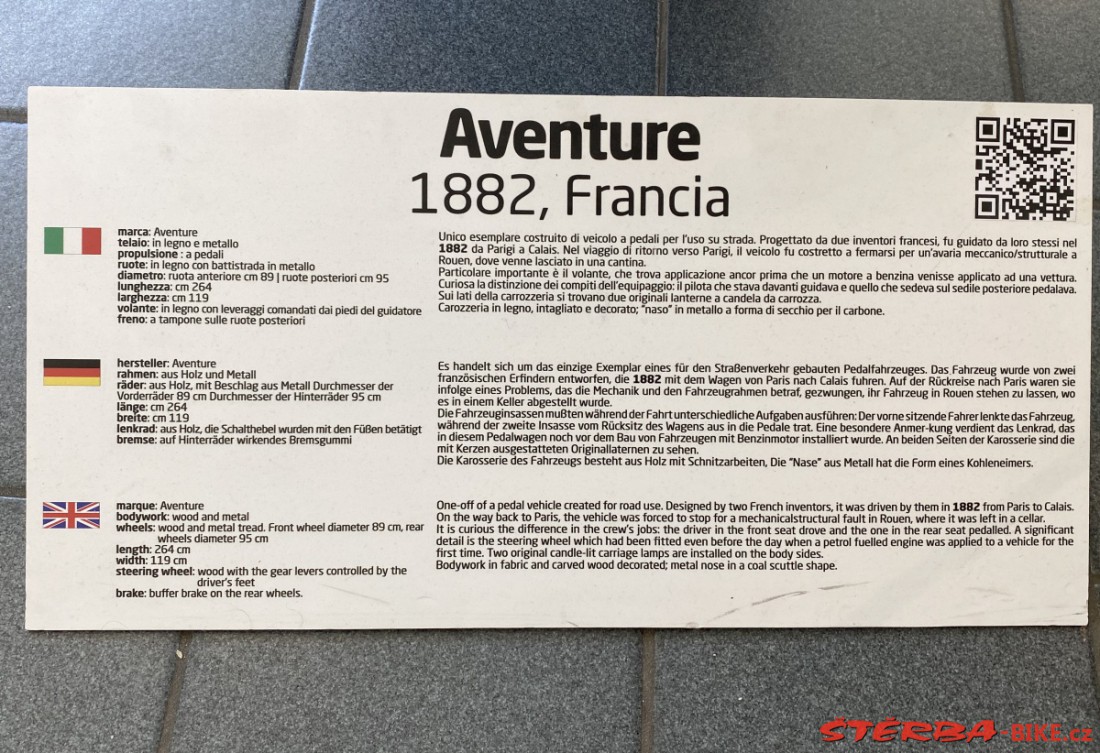 Aventure
1882, Francia
marca: Aventure
telaio: in legno e metallo
propulsione : a pedali
ruote: in legno con battistrada in metallo
diametro: ruota anteriore cm 89 | ruote posteriori cm 95
lunghezza: cm 264
larghezza: cm 119
volante: in legno con leveraggi comandati dai piedi del guidatore
freno: a tampone sulle ruote posteriori
Unico esemplare costruito di veicolo a pedali per l'uso su strada. Progettato da due inventori francesi, fu guidato da loro stessi nel
1882 da Parigi a Calais. Nel viaggio di ritorno verso Parigi, il veicolo fu costretto a fermarsi per un'avaria meccanico/strutturale a
Rouen, dove venne lasciato in una cantina.
Particolare importante è il volante, che trova applicazione ancor prima che un motore a benzina venisse applicato ad una vettura.
Curiosa la distinzione dei compiti dell'equipaggio: il pilota che stava davanti guidava e quello che sedeva sul sedile posteriore pedalava.
Sui lati della carrozzeria si trovano due originali lanterne a candela da carrozza.
Carozzeria in legno, intagliato e decorato; "naso" in metallo a forma di secchio per il carbone.
hersteller: Aventure
rahmen: aus Holz und Metall
räder: aus Holz, mit Beschlag aus Metall Durchmesser der
Vorderräder 89 cm Durchmesser der Hinterräder 95 cm
länge: cm 264
breite: cm 119
lenkrad: aus Holz, die Schalthebel wurden mit den Füßen betätigt
bremse: auf Hinterräder wirkendes Bremsgummi
Es handelt sich um das einzige Exemplar eines für den Straßenverkehr gebauten Pedalfahrzeuges. Das Fahrzeug wurde von zwei
französischen Erfindern entworfen, die 1882 mit dem Wagen von Paris nach Calais fuhren. Auf der Rückreise nach Paris waren sie
infolge eines Problems, das die Mechanik und den Fahrzeugrahmen betraf, gezwungen, ihr Fahrzeug in Rouen stehen zu lassen, wo
es in einem Keller abgestellt wurde.
Die Fahrzeuginsassen mußten während der Fahrt unterschiedliche Aufgaben ausführen: Der vorne sitzende Fahrer lenkte das Fahrzeug,
während der zweite Insasse vom Rücksitz des Wagens aus in die Pedale trat. Eine besondere Anmer-kung verdient das Lenkrad, das
in diesem Pedalwagen noch vor dem Bau von Fahrzeugen mit Benzinmotor installiert wurde. An beiden Seiten der Karosserie sind die
mit Kerzen ausgestatteten Originallaternen zu sehen.
Die Karosserie des Fahrzeugs besteht aus Holz mit Schnitzarbeiten, Die "Nase" aus Metall hat die Form eines Kohleneimers.
marque: Aventure
bodywork: wood and metal
wheels: wood and metal tread. Front wheel diameter 89 cm, rear
wheels diameter 95 cm
length: 264 cm
width: 119 cm
steering wheel: wood with the gear levers controlled by the
driver's feet
brake: buffer brake on the rear wheels.
One-off of a pedal vehicle created for road use. Designed by two French inventors, it was driven by them in 1882 from Paris to Calais.
On the way back to Paris, the vehicle was forced to stop for a mechanicalstructural fault in Rouen, where it was left in a cellar.
It is curious the difference in the crew's jobs: the driver in the front seat drove and the one in the rear seat pedalled. A significant
detail is the steering wheel which had been fitted even before the day when a petrol fuelled engine was applied to a vehicle for the
first time. Two original candle-lit carriage lamps are installed on the body sides.
Bodywork in fabric and carved wood decorated; metal nose in a coal scuttle shape.
ŠTĚRBA-BIKE.cz